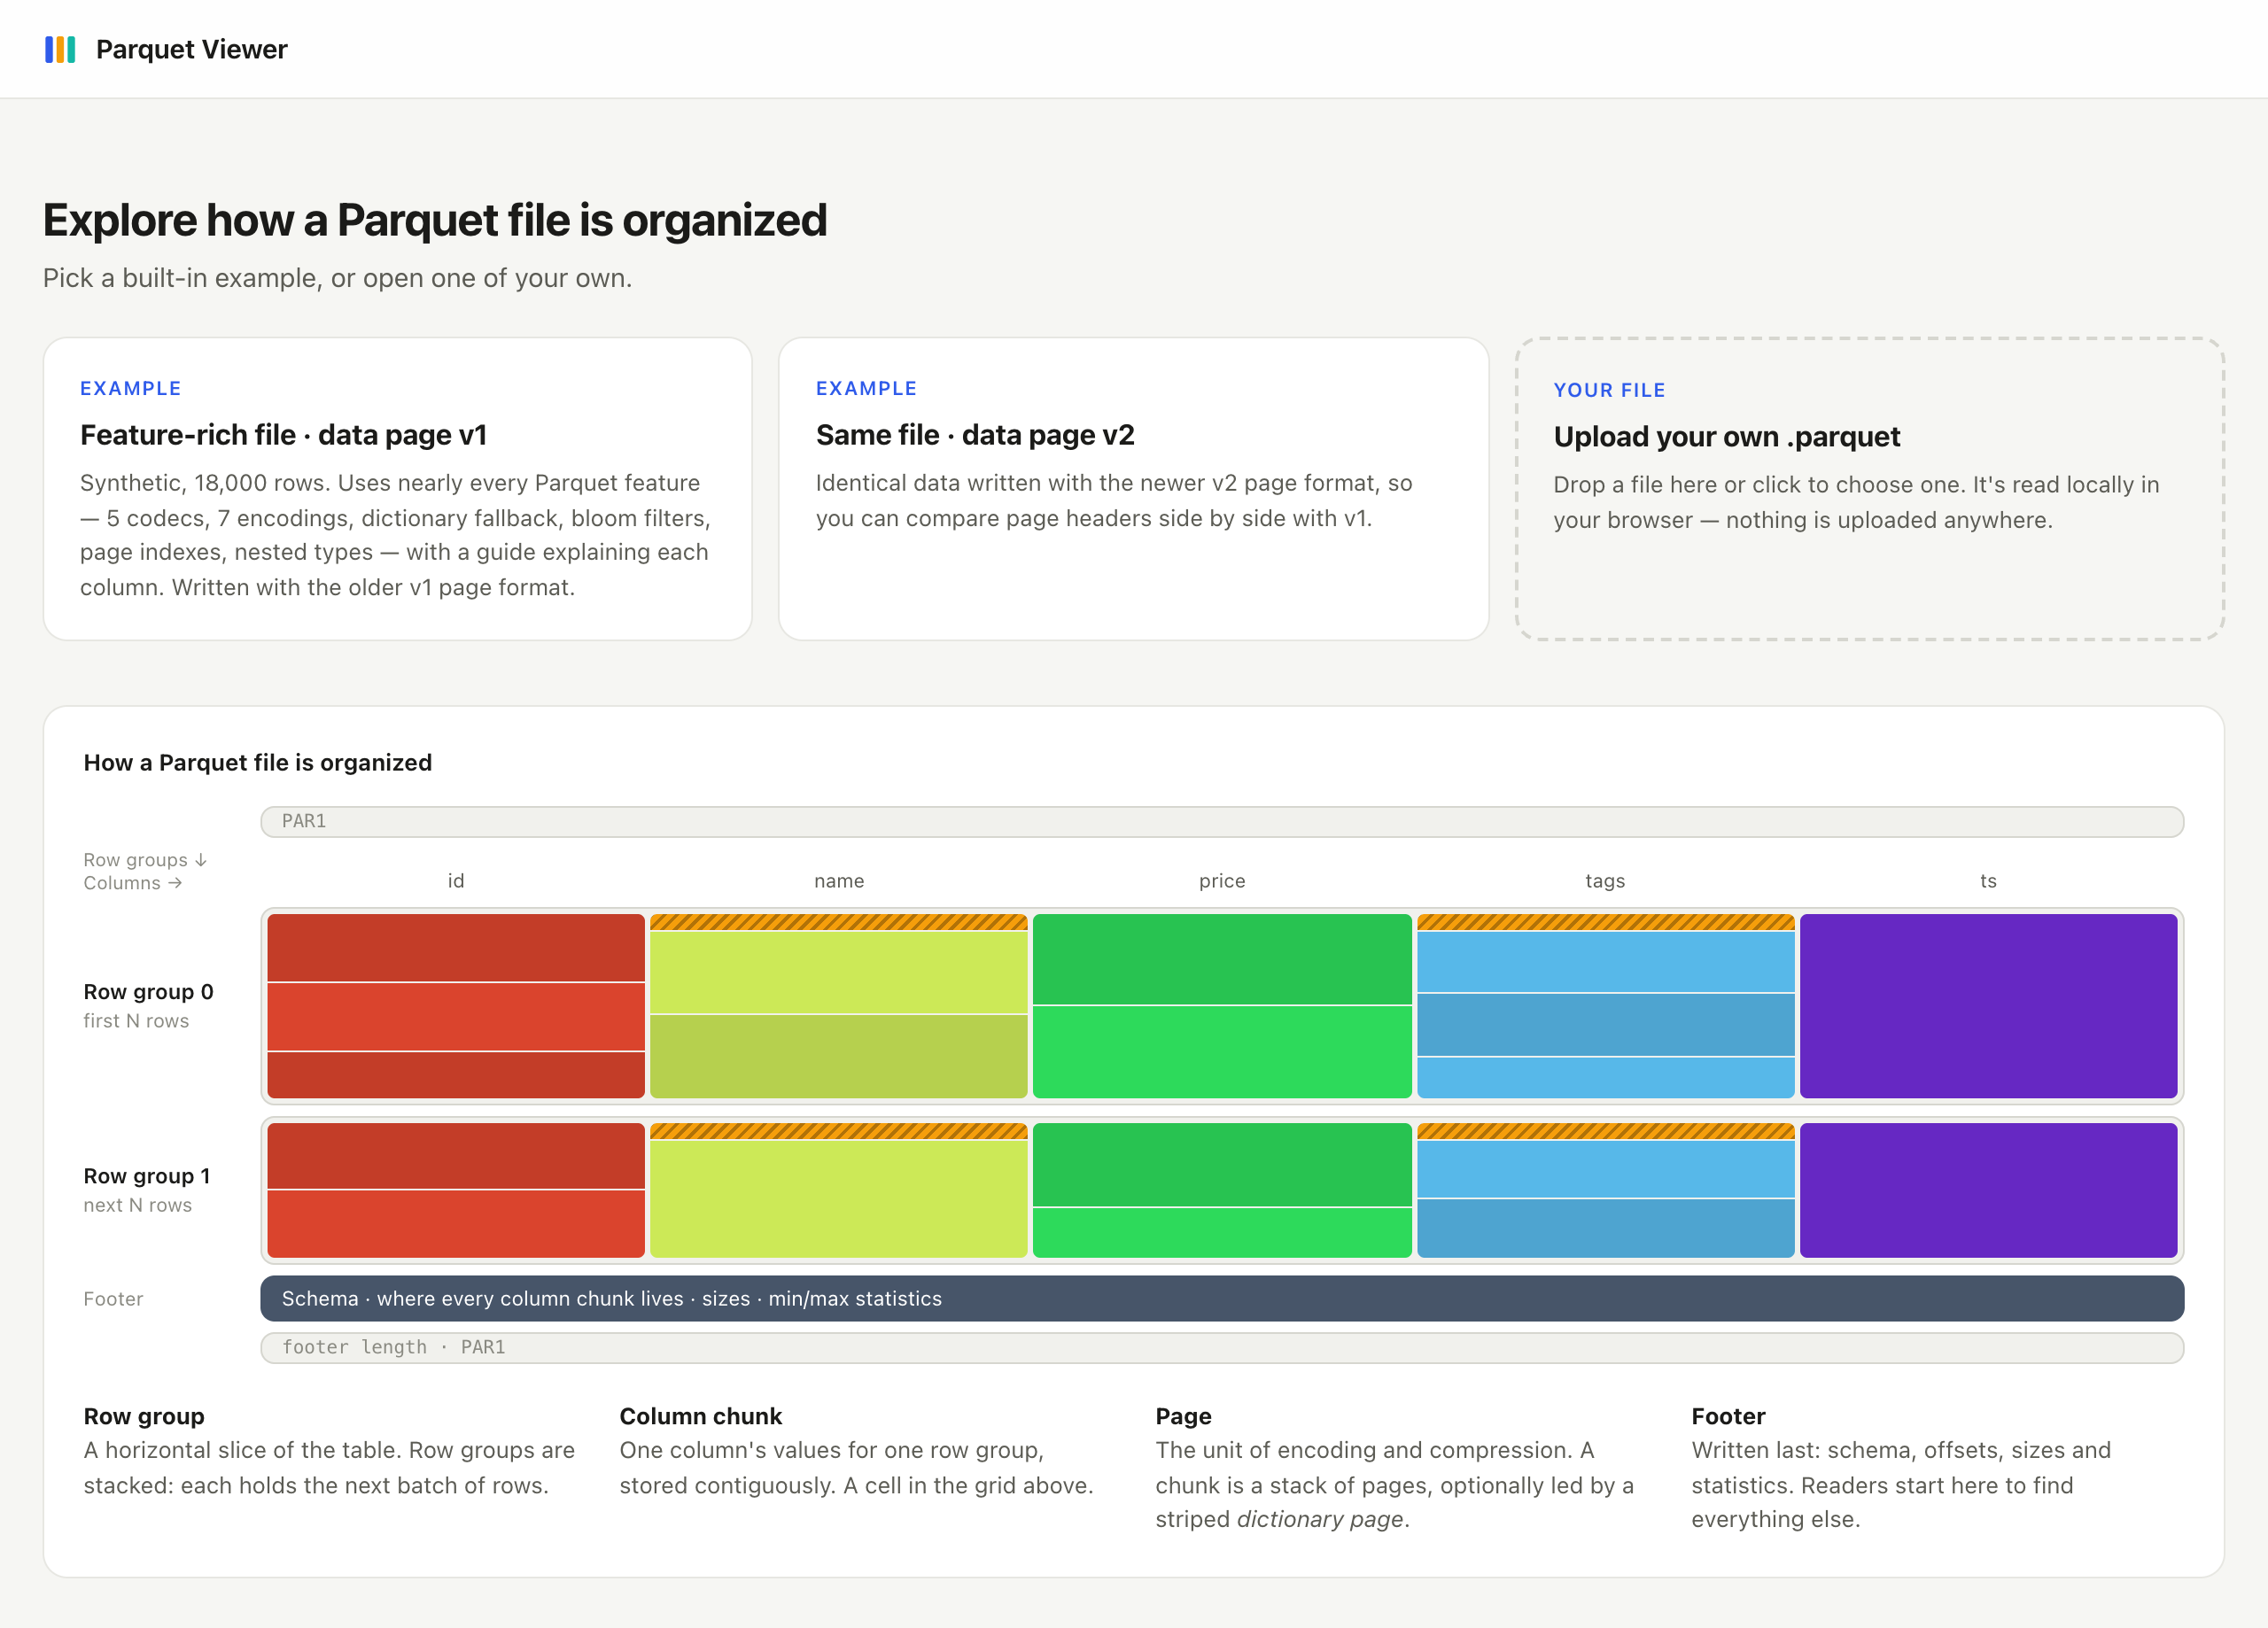 Parquet Viewer
Explore how a Parquet file is organized
Pick a built-in example, or open one of your own.
EXAMPLE
Feature-rich file · data page v1
Synthetic, 18,000 rows. Uses nearly every Parquet feature
— 5 codecs, 7 encodings, dictionary fallback, bloom filters,
page indexes, nested types — with a guide explaining each
column. Written with the older v1 page format.
EXAMPLE
Same file · data page v2
Identical data written with the newer v2 page format, so
you can compare page headers side by side with v1.
YOUR FILE
Upload your own .parquet
Drop a file here or click to choose one. It's read locally in
your browser — nothing is uploaded anywhere.
How a Parquet file is organized
PAR1
Row groups ↓
Columns →
id
name
price
tags
ts
Row group 0
first N rows
Row group 1
next N rows
Footer
Schema · where every column chunk lives · sizes · min/max statistics
footer length · PAR1
Row group
A horizontal slice of the table. Row groups are
stacked: each holds the next batch of rows.
Column chunk
One column's values for one row group,
stored contiguously. A cell in the grid above.
Page
The unit of encoding and compression. A
chunk is a stack of pages, optionally led by a
striped dictionary page.
Footer
Written last: schema, offsets, sizes and
statistics. Readers start here to find
everything else.